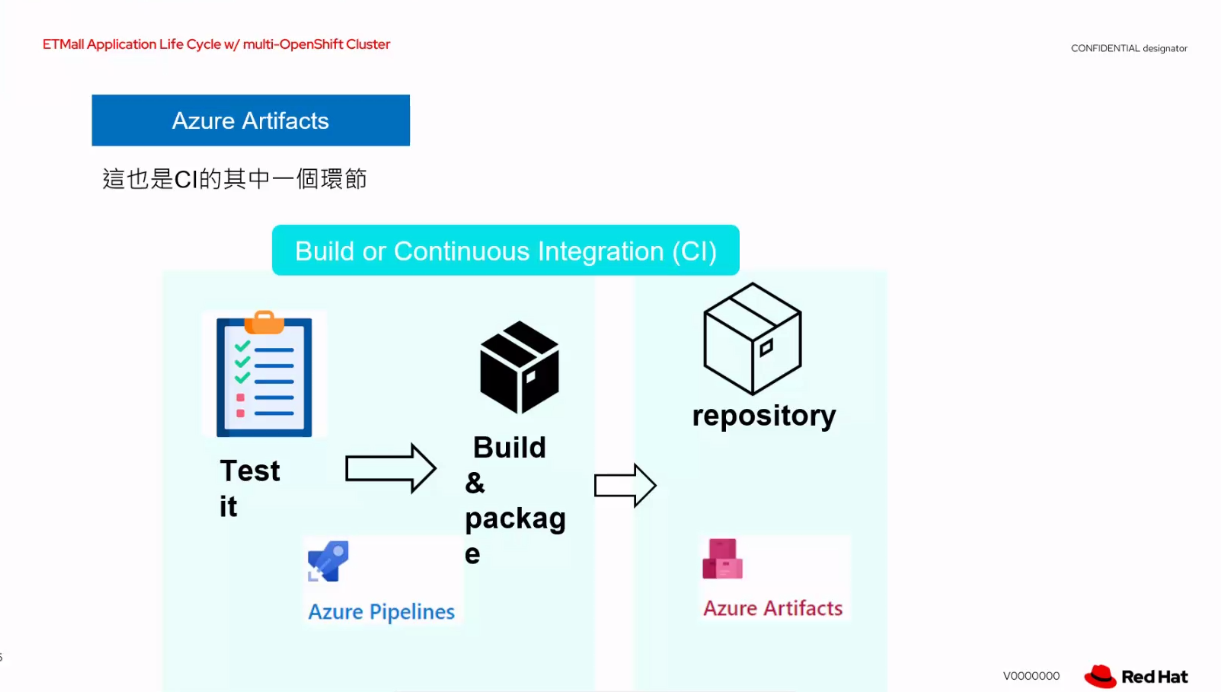 ETMall Application Life Cycle w/ multi-OpenShift Cluster
CONFIDENTIAL designator
Azure Artifacts
這也是CI的其中一個環節
Build or Continuous Integration (CI)
repository
Test
it
Build
&
packag
e
Azure Pipelines
Azure Artifacts
V0000000
Red Hat